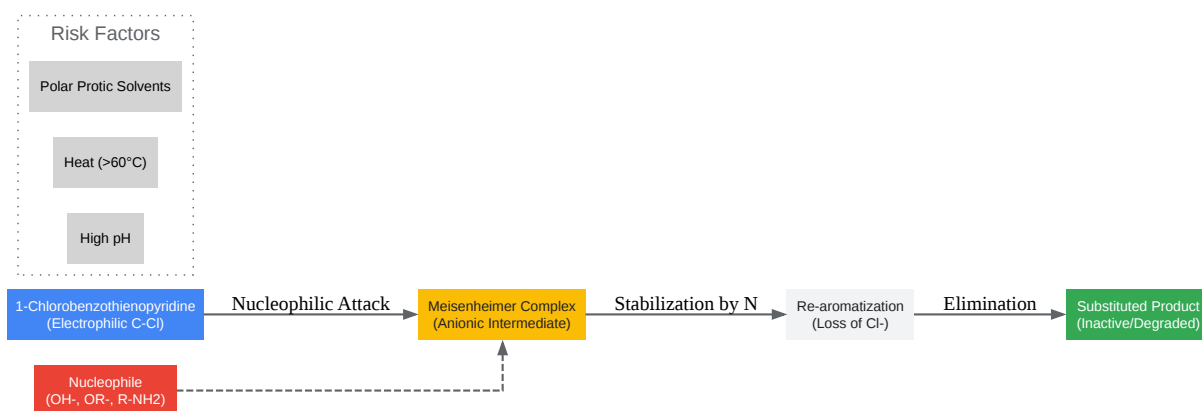 Risk Factors
Polar Protic Solvents
Heat (>60°C)
High pH
1-Chlorobenzothienopyridine
(Electrophilic C-Cl)
Nucleophilic Attack
Meisenheimer Complex
(Anionic Intermediate)
Stabilization by N
Re-aromatization
(Loss of Cl-)
Elimination
Substituted Product
(Inactive/Degraded)
Nucleophile
(OH-, OR-, R-NH2)